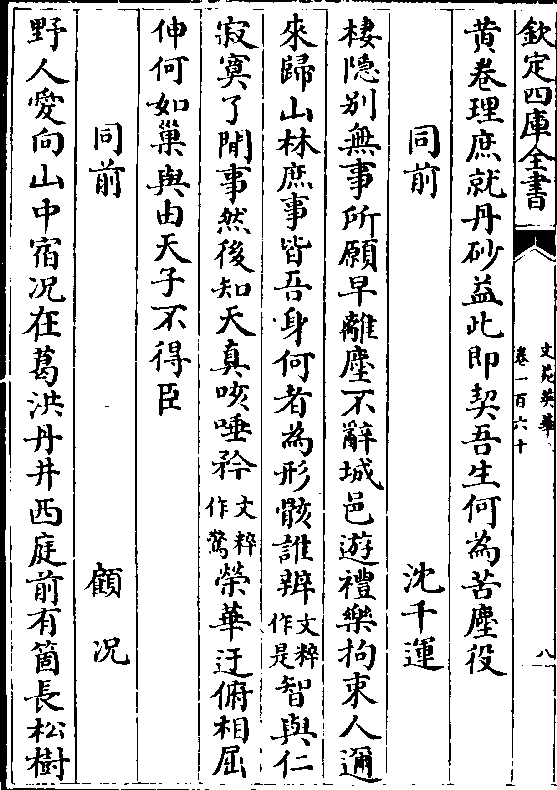 欽定四庫全書
文苑英華
卷一百六十
八
黄卷理庶就丹砂益此即契吾生何為苦塵役
同前
沈千運
棲隠别無事所願早離塵不辭城邑遊禮樂拘束人邇
來歸山林庶事皆吾身何者為形骸誰辨文粹作是智與仁
寂寞了閒事然後知天真咳唾矜文粹作驚榮華迂俯相屈
伸何如巢與由天子不得臣
同前
顧况
野人愛向山中宿况在葛洪丹井西庭前有箇長松樹